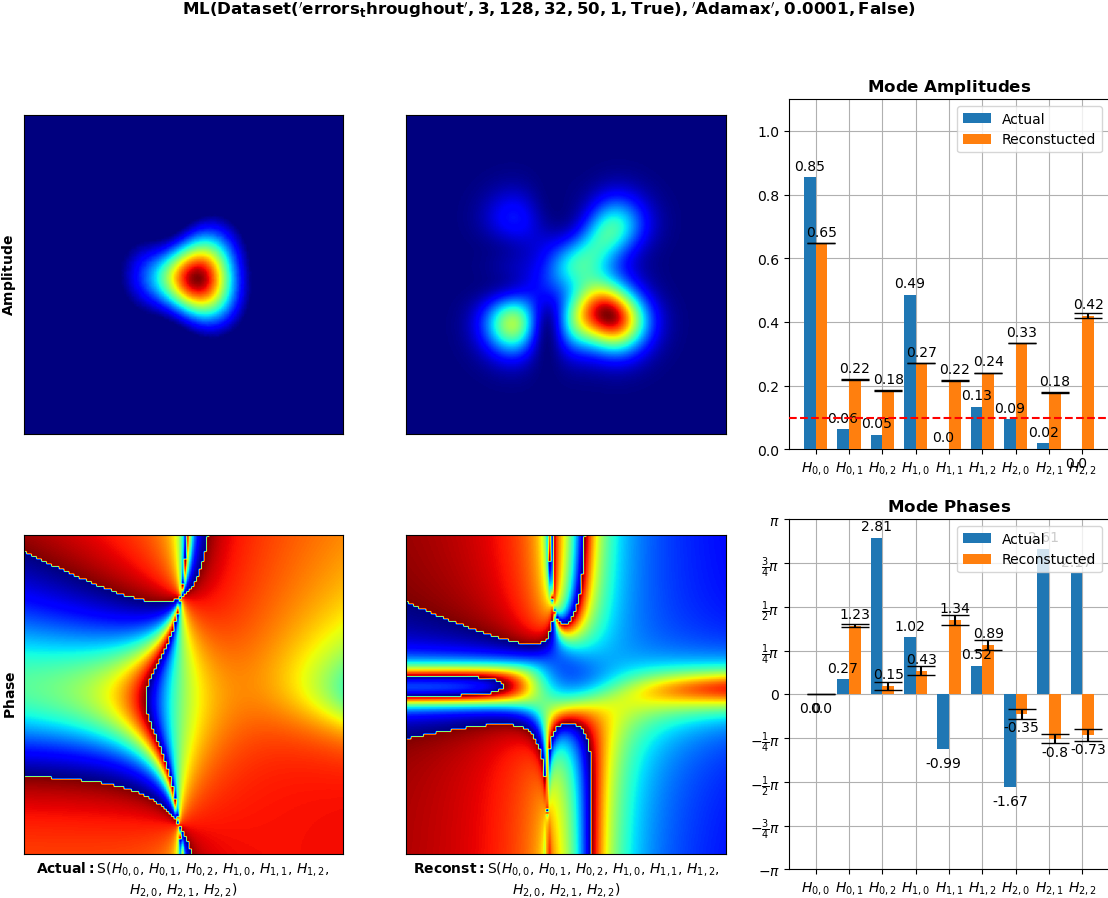 ML(Dataset('errors_throughout', 3, 128, 32, 50, 1, True), 'Adamax', 0.0001, False)
Amplitude
Mode Amplitudes
Actual
Reconstucted
1.0
0.8
0.6
0.4
0.2
0.0
0.85
0.65
0.06
0.22
0.05
0.18
0.49
0.27
0.0
0.22
0.13
0.24
0.09
0.33
0.02
0.18
0.0
0.42
H0,0 H0,1 H0,2 H1,0 H1,1 H1,2 H2,0 H2,1 H2,2
Phase
Actual: S(H0,0, H0,1, H0,2, H1,0, H1,1, H1,2,
H2,0, H2,1, H2,2)
Reconst: S(H0,0, H0,1, H0,2, H1,0, H1,1, H1,2,
H2,0, H2,1, H2,2)
Mode Phases
Actual
Reconstucted
π
3/4π
1/2π
1/4π
0
−1/4π
−1/2π
−3/4π
−π
0.0
0.0
0.27
1.23
2.81
0.15
1.02
0.43
-0.99
1.34
0.52
0.89
-1.67
-0.35
-0.8
-0.73
H0,0 H0,1 H0,2 H1,0 H1,1 H1,2 H2,0 H2,1 H2,2